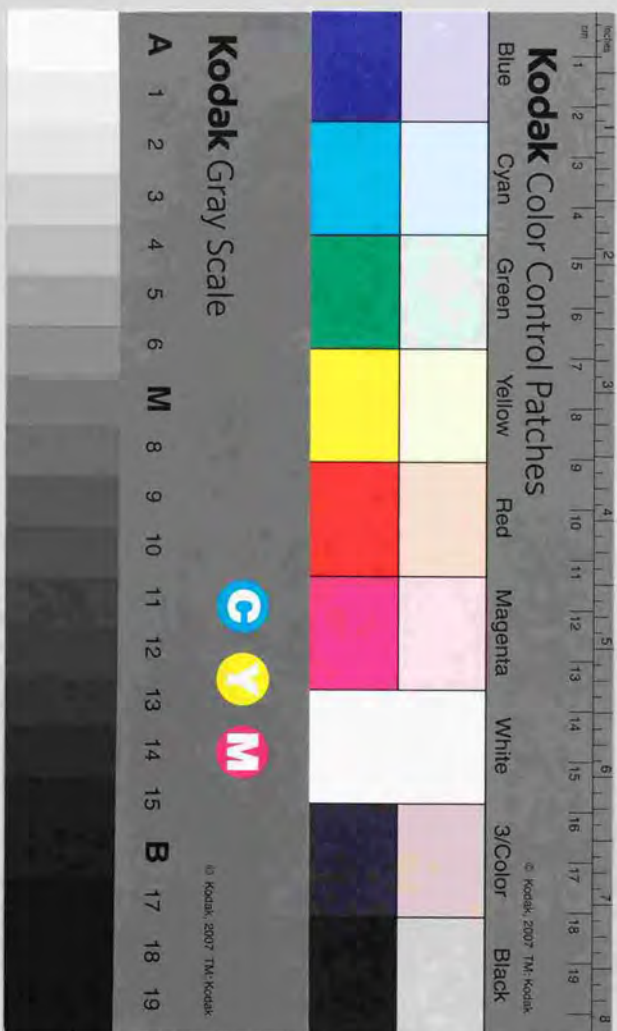 Inches 1 2 3 4 5 6 7 8
cm 1 2 3 4 5 6 7 8 9 10 11 12 13 14 15 16 17 18 19
Kodak Color Control Patches
© Kodak, 2007 TM: Kodak
Blue Cyan Green Yellow Red Magenta White 3/Color Black
Kodak Gray Scale
C Y M
© Kodak, 2007 TM: Kodak
A 1 2 3 4 5 6 M 8 9 10 11 12 13 14 15 B 17 18 19